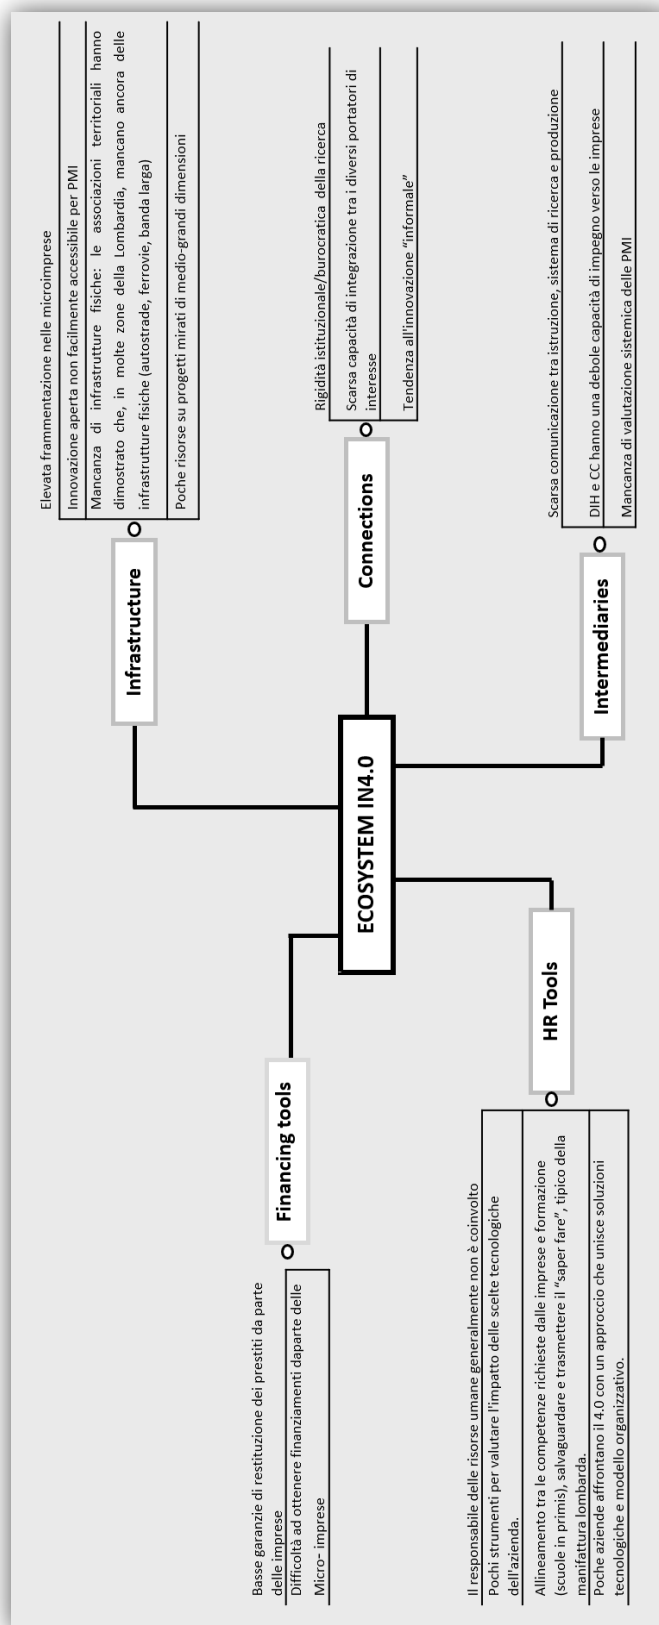 Basse garanzie di restituzione dei prestiti da parte
delle imprese
Difficoltà ad ottenere finanziamenti daparte delle
Micro- imprese
Financing tools
Elevata frammentazione nelle microimprese
Innovazione aperta non facilmente accessibile per PMI
Mancanza di infrastrutture fisiche: le associazioni territoriali hanno
dimostrato che, in molte zone della Lombardia, mancano ancora delle
infrastrutture fisiche (autostrade, ferrovie, banda larga)
Poche risorse su progetti mirati di medio-grandi dimensioni
Infrastructure
ECOSYSTEM IN4.0
Connections
Rigidità istituzionale/burocratica della ricerca
Scarsa capacità di integrazione tra i diversi portatori di
interesse
Tendenza all'innovazione "informale"
Il responsabile delle risorse umane generalmente non è coinvolto
Pochi strumenti per valutare l'impatto delle scelte tecnologiche
dell'azienda.
Allineamento tra le competenze richieste dalle imprese e formazione
(scuole in primis), salvaguardare e trasmettere il "saper fare", tipico della
manifattura lombarda.
Poche aziende affrontano il 4.0 con un approccio che unisce soluzioni
tecnologiche e modello organizzativo.
HR Tools
Intermediaries
Scarsa comunicazione tra istruzione, sistema di ricerca e produzione
DIH e CC hanno una debole capacità di impegno verso le imprese
Mancanza di valutazione sistemica delle PMI